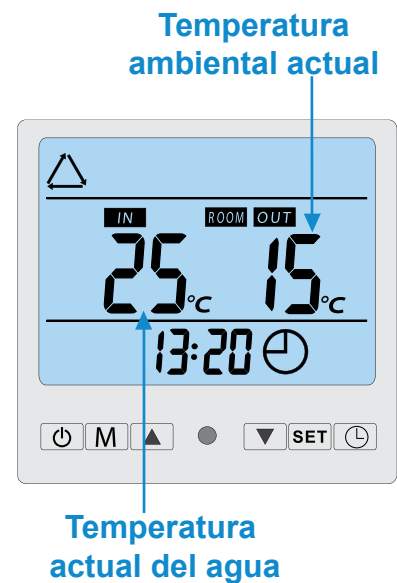 Temperatura
ambiental actual
IN ROOM OUT
25°C 15°C
13:20
M SET
Temperatura
actual del agua